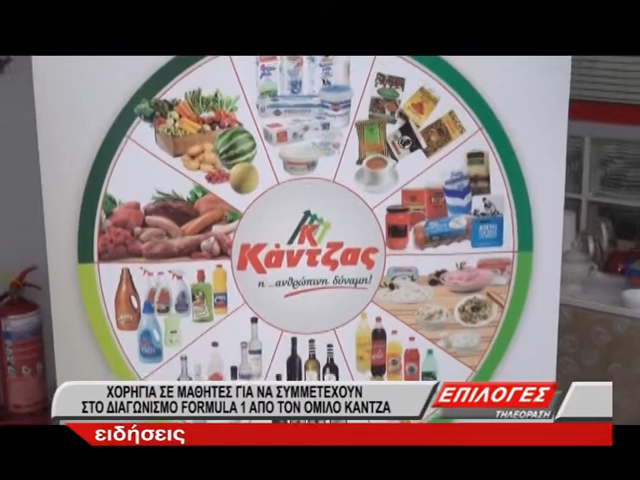 Κάντζας
η ...ανθρώπινη δύναμη!
ΧΟΡΗΓΙΑ ΣΕ ΜΑΘΗΤΕΣ ΓΙΑ ΝΑ ΣΥΜΜΕΤΕΧΟΥΝ
ΣΤΟ ΔΙΑΓΩΝΙΣΜΟ FORMULA 1 ΑΠΟ ΤΟΝ ΟΜΙΛΟ ΚΑΝΤΖΑ
ΕΠΙΛΟΓΕΣ
ΤΗΛΕΟΡΑΣΗ
ειδήσεις